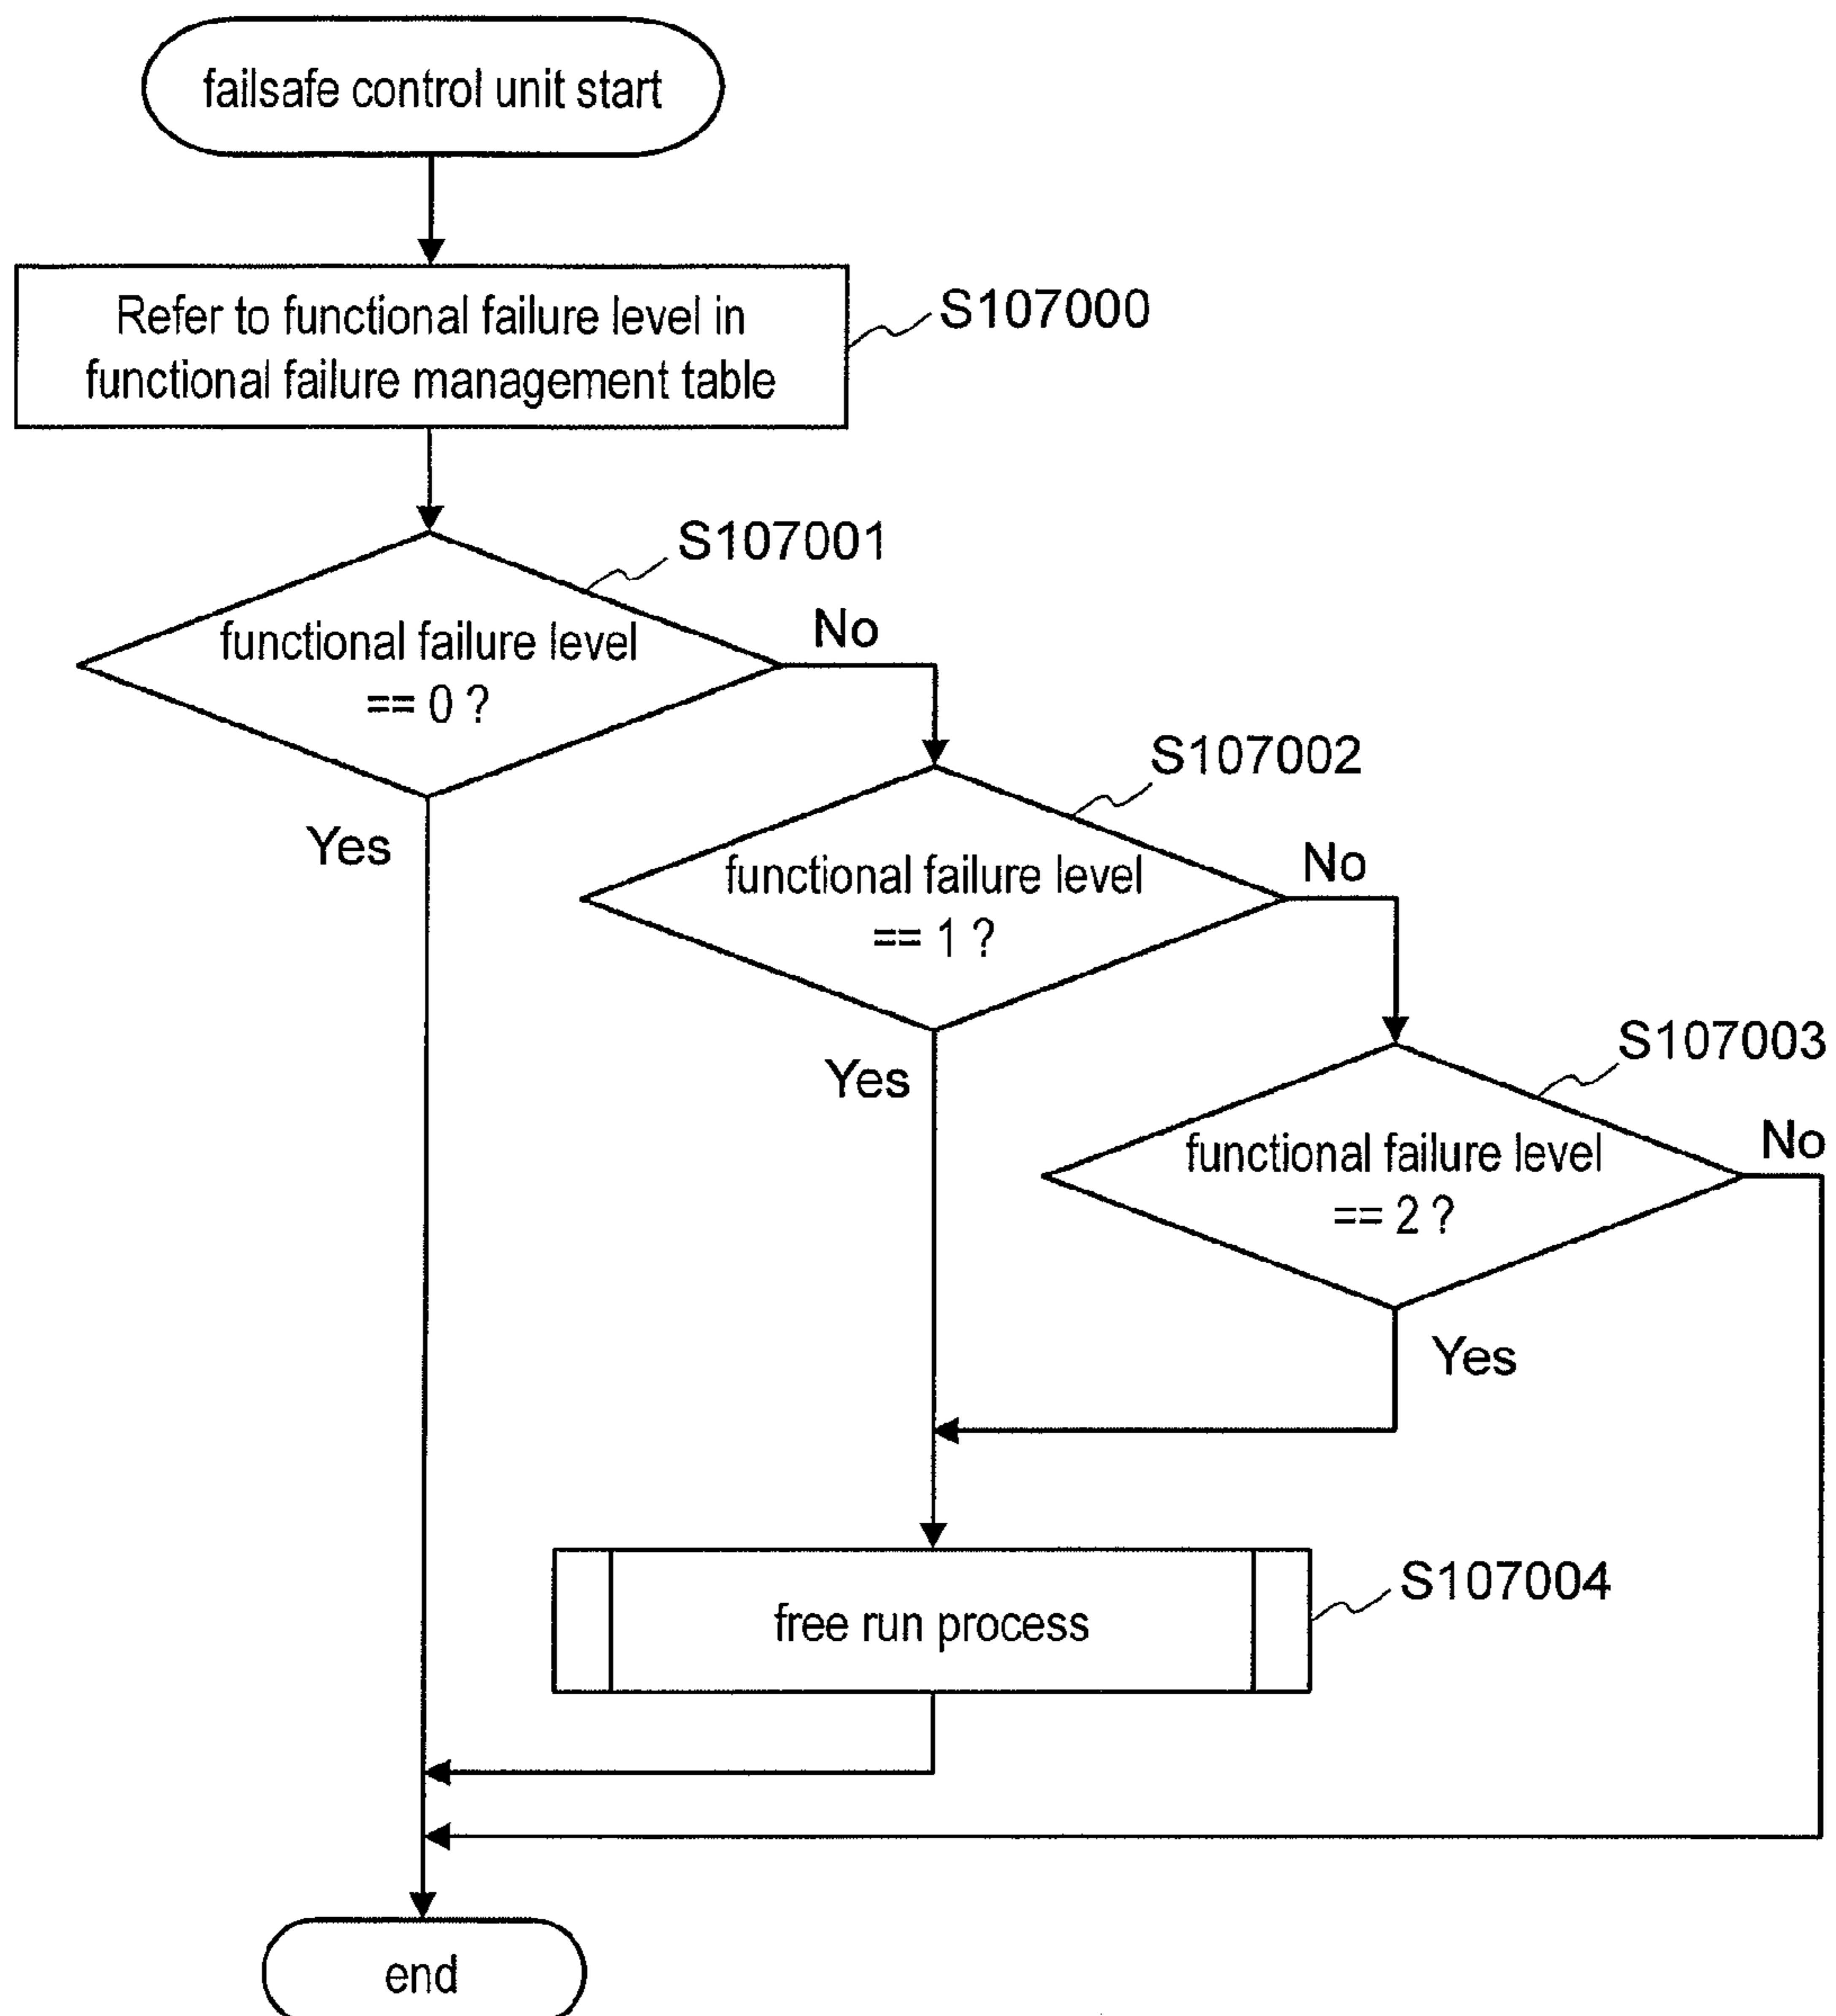 failsafe control unit start
Refer to functional failure level in
functional failure management table
S107000
S107001
functional failure level
== 0 ?
No
Yes
S107002
functional failure level
== 1 ?
No
Yes
S107003
functional failure level
== 2 ?
No
Yes
free run process
S107004
end